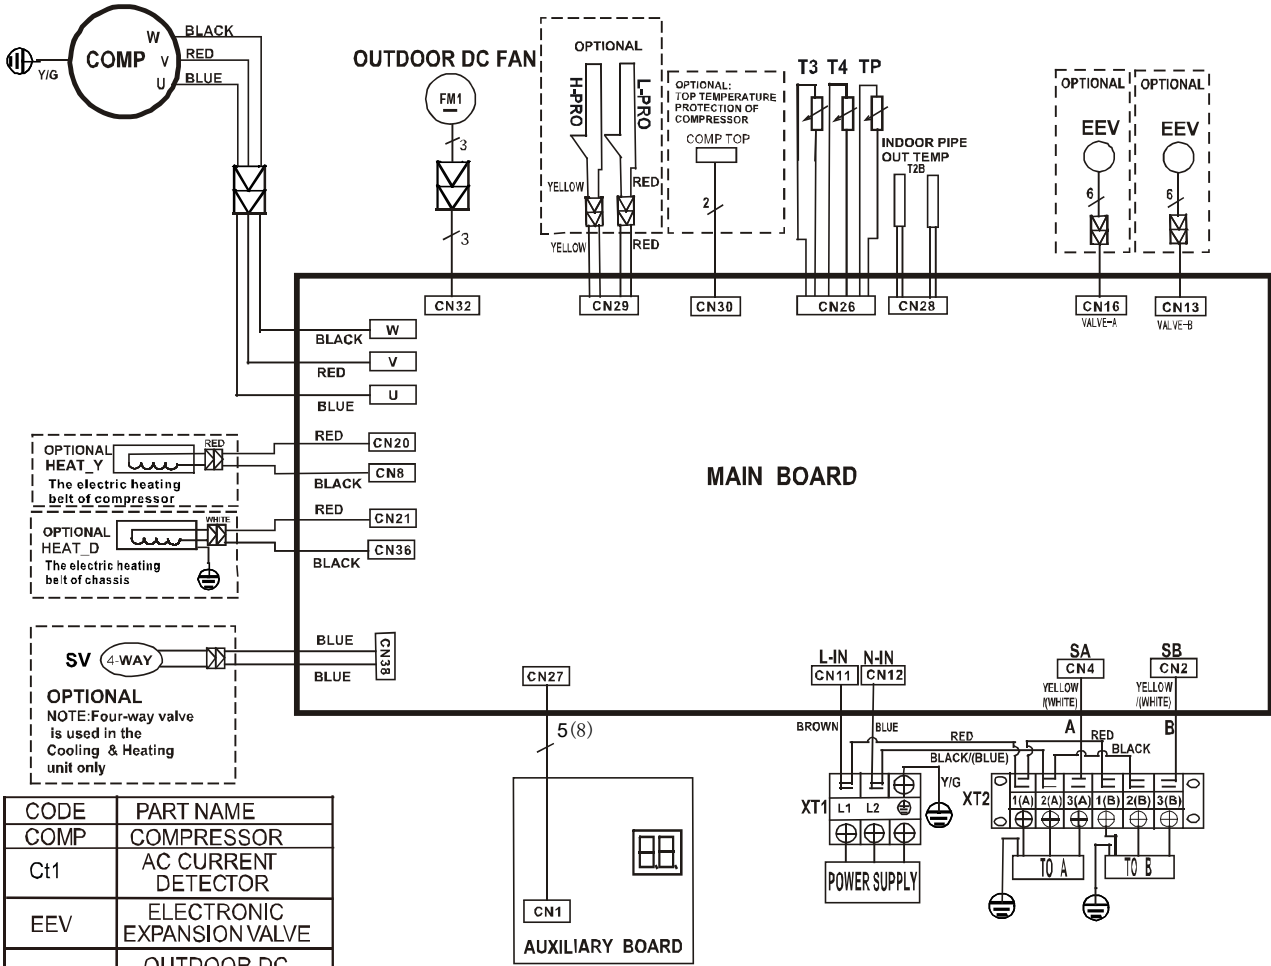 COMP
W
V
U
BLACK
RED
BLUE
Y/G
OUTDOOR DC FAN
FM1
3
3
OPTIONAL
H-PRO
L-PRO
YELLOW
RED
YELLOW
RED
OPTIONAL:
TOP TEMPERATURE
PROTECTION OF
COMPRESSOR
COMP TOP
2
T3 T4 TP
INDOOR PIPE
OUT TEMP
T2B
OPTIONAL
EEV
6
OPTIONAL
EEV
6
CN32
CN29
CN30
CN26
CN28
CN16
VALVE-A
CN13
VALVE-B
W
BLACK
V
RED
U
BLUE
MAIN BOARD
OPTIONAL
HEAT_Y
The electric heating
belt of compressor
RED
RED
CN20
CN8
BLACK
OPTIONAL
HEAT_D
The electric heating
belt of chassis
WHITE
RED
CN21
CN36
BLACK
SV
4-WAY
OPTIONAL
NOTE:Four-way valve
is used in the
Cooling & Heating
unit only
BLUE
BLUE
CN38
CN27
5(8)
CN1
AUXILIARY BOARD
L-IN N-IN
CN11 CN12
BROWN
BLUE
SA
CN4
YELLOW
/(WHITE)
A
SB
CN2
YELLOW
/(WHITE)
B
RED
RED
BLACK/(BLUE)
BLACK
Y/G
XT1
L1 L2
POWER SUPPLY
XT2
1(A) 2(A) 3(A) 1(B) 2(B) 3(B)
TO A
TO B
CODE PART NAME
COMP COMPRESSOR
Ct1 AC CURRENT
DETECTOR
EEV ELECTRONIC
EXPANSION VALVE
OUTDOOR DC